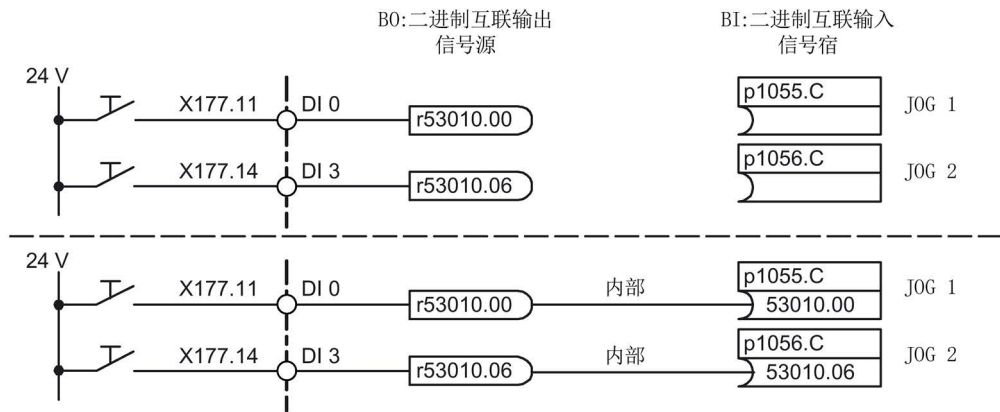 BO:二进制互联输出
信号源
BI:二进制互联输入
信号宿
24 V
X177.11
DI 0
r53010.00
p1055.C
JOG 1
X177.14
DI 3
r53010.06
p1056.C
JOG 2
24 V
X177.11
DI 0
r53010.00
内部
p1055.C
53010.00
JOG 1
X177.14
DI 3
r53010.06
内部
p1056.C
53010.06
JOG 2